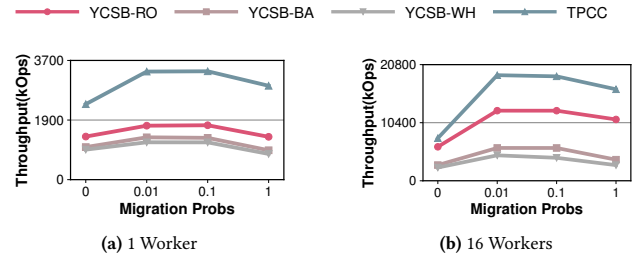 YCSB-RO YCSB-BA YCSB-WH TPCC
Throughput(kOps)
3700
1900
0
0 0.01 0.1 1
Migration Probs
(a) 1 Worker
Throughput(kOps)
20800
10400
0
0 0.01 0.1 1
Migration Probs
(b) 16 Workers